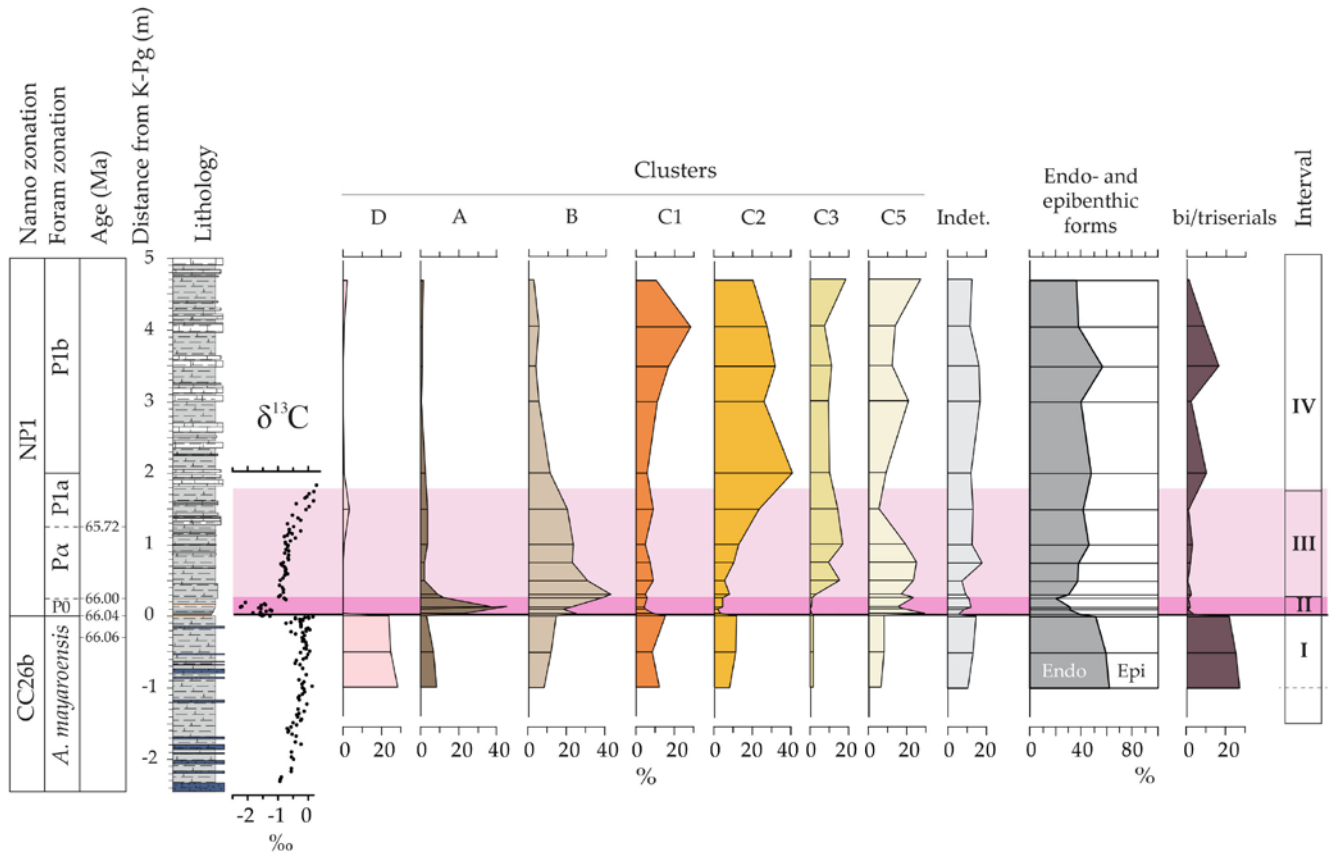 Nanno zonation
Foram zonation
Age (Ma)
Distance from K-Pg (m)
Lithology
Clusters
D
A
B
C1
C2
C3
C5
Indet.
Endo- and
epibenthic
forms
bi/triserials
Interval
NP1
CC26b
P1b
P1a
Pα
P0
A. mayaroensis
65.72
66.00
66.04
66.06
5
4
3
2
1
0
-1
-2
δ13C
-2 -1 0
‰
Endo
Epi
IV
III
II
I
0 20
0 20 40
0 20 40
0 20
0 20 40
0 20
0 20
0 20
0 40 80
0 20
%
%
%